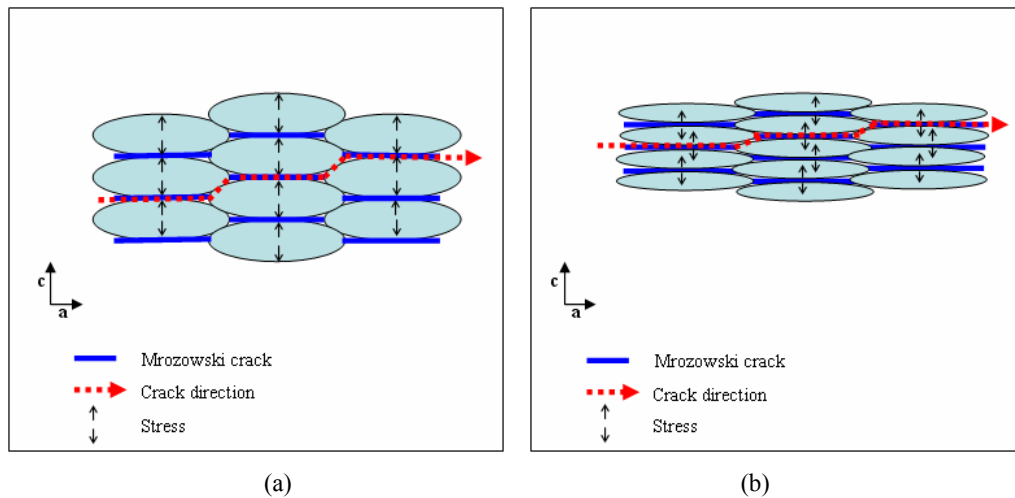 c
a
Mrozowski crack
Crack direction
Stress
(a)
c
a
Mrozowski crack
Crack direction
Stress
(b)